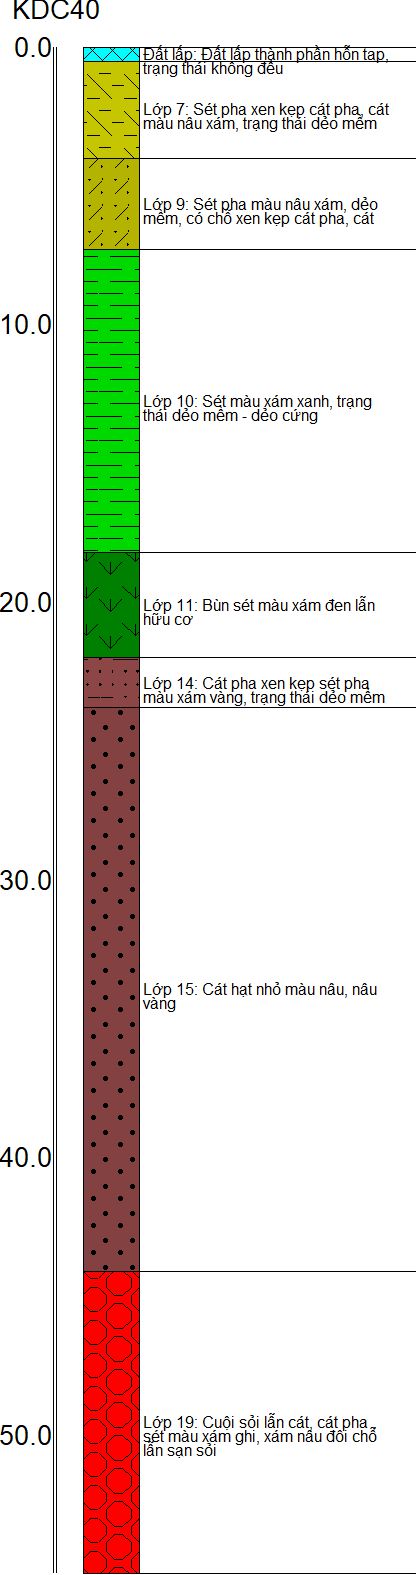 KDC40
0.0
Đất lấp: Đất lấp thành phần hỗn tạp,
trạng thái không đều
Lớp 7: Sét pha xen kẹp cát pha, cát
màu nâu xám, trạng thái dẻo mềm
Lớp 9: Sét pha màu nâu xám, dẻo
mềm, có chỗ xen kẹp cát pha, cát
10.0
Lớp 10: Sét màu xám xanh, trạng
thái dẻo mềm - dẻo cứng
20.0
Lớp 11: Bùn sét màu xám đen lẫn
hữu cơ
Lớp 14: Cát pha xen kẹp sét pha
màu xám vàng, trạng thái dẻo mềm
30.0
Lớp 15: Cát hạt nhỏ màu nâu, nâu
vàng
40.0
Lớp 19: Cuội sỏi lẫn cát, cát pha
sét màu xám ghi, xám nâu đôi chỗ
lẫn sạn sỏi
50.0